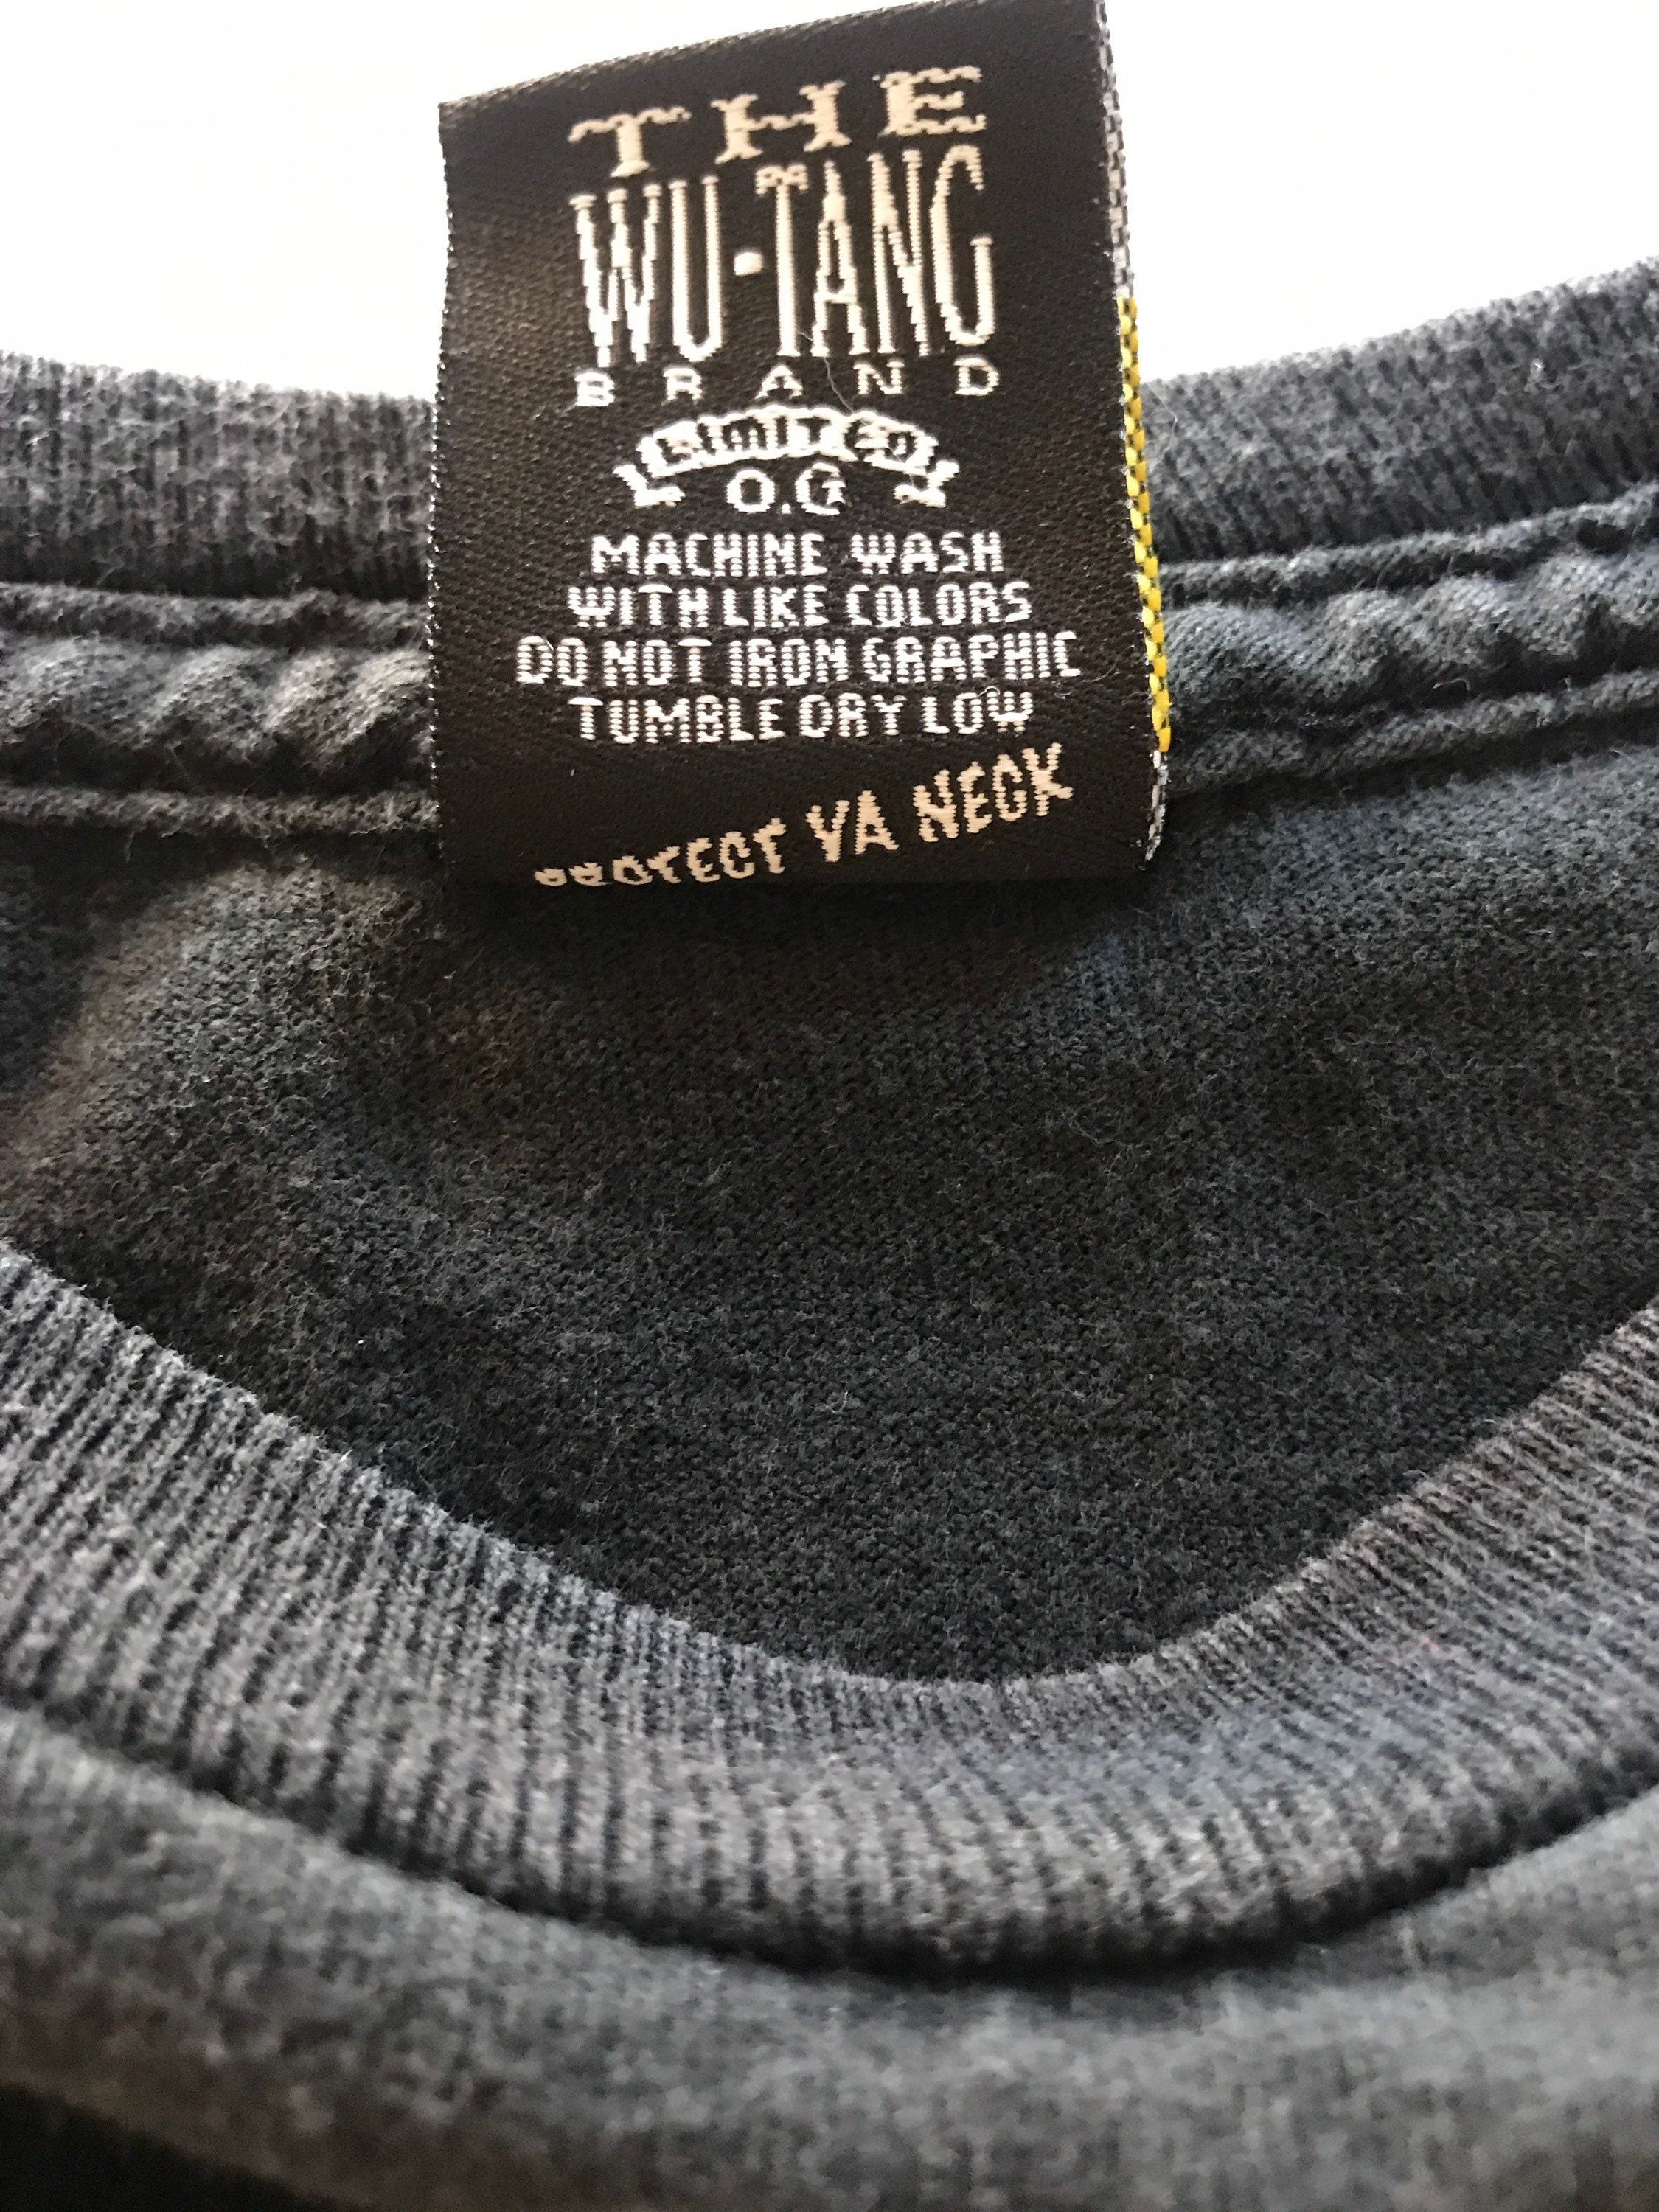 THE
WU-TANG
BRAND
LIMITED
O.G
MACHINE WASH
WITH LIKE COLORS
DO NOT IRON GRAPHIC
TUMBLE DRY LOW
PROTECT YA NECK